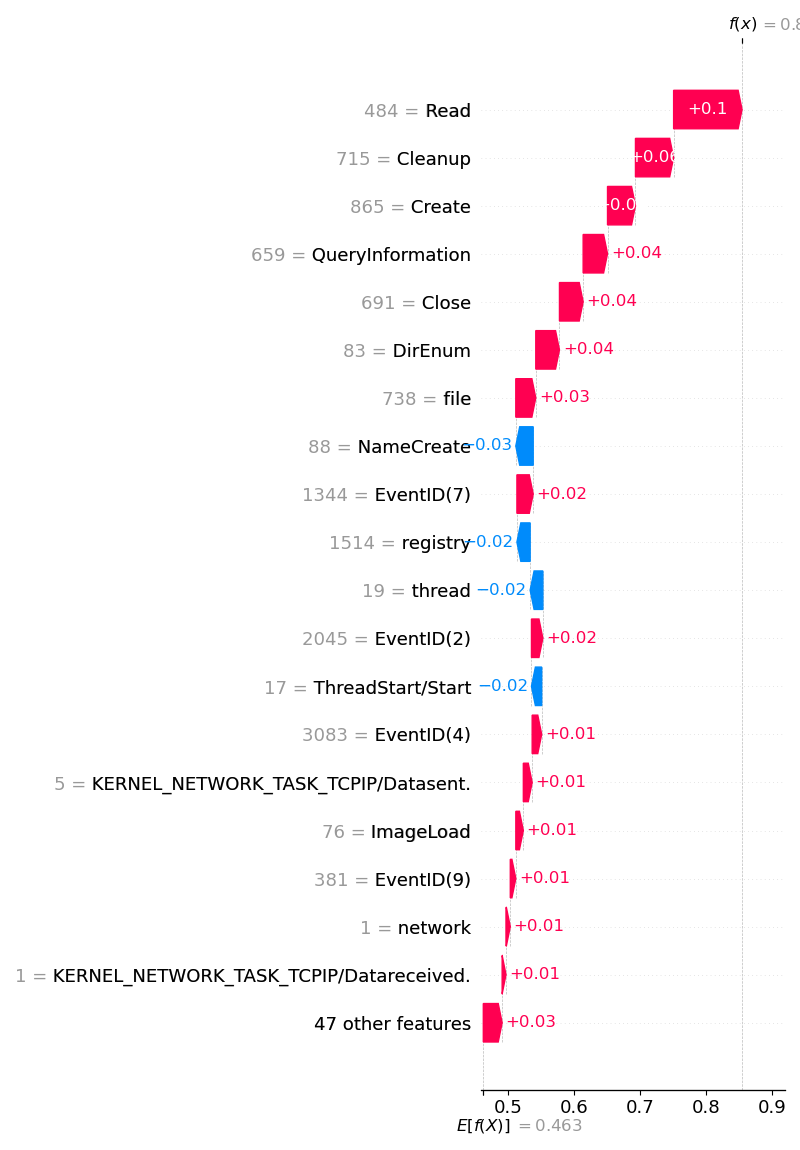 f(x) = 0.8
484 = Read +0.1
715 = Cleanup +0.06
865 = Create
659 = QueryInformation +0.04
691 = Close +0.04
83 = DirEnum +0.04
738 = file +0.03
88 = NameCreate −0.03
1344 = EventID(7) +0.02
1514 = registry −0.02
19 = thread −0.02
2045 = EventID(2) +0.02
17 = ThreadStart/Start −0.02
3083 = EventID(4) +0.01
5 = KERNEL_NETWORK_TASK_TCPIP/Datasent. +0.01
76 = ImageLoad +0.01
381 = EventID(9) +0.01
1 = network +0.01
1 = KERNEL_NETWORK_TASK_TCPIP/Datareceived. +0.01
47 other features +0.03
0.5 0.6 0.7 0.8 0.9
E[f(X)] = 0.463